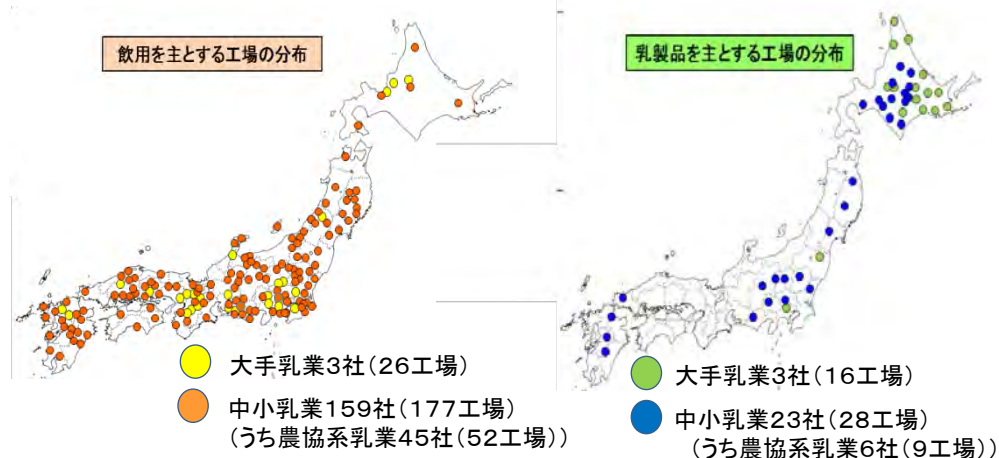 飲用を主とする工場の分布
大手乳業3社(26工場)
中小乳業159社(177工場)
(うち農協系乳業45社(52工場))
乳製品を主とする工場の分布
大手乳業3社(16工場)
中小乳業23社(28工場)
(うち農協系乳業6社(9工場))